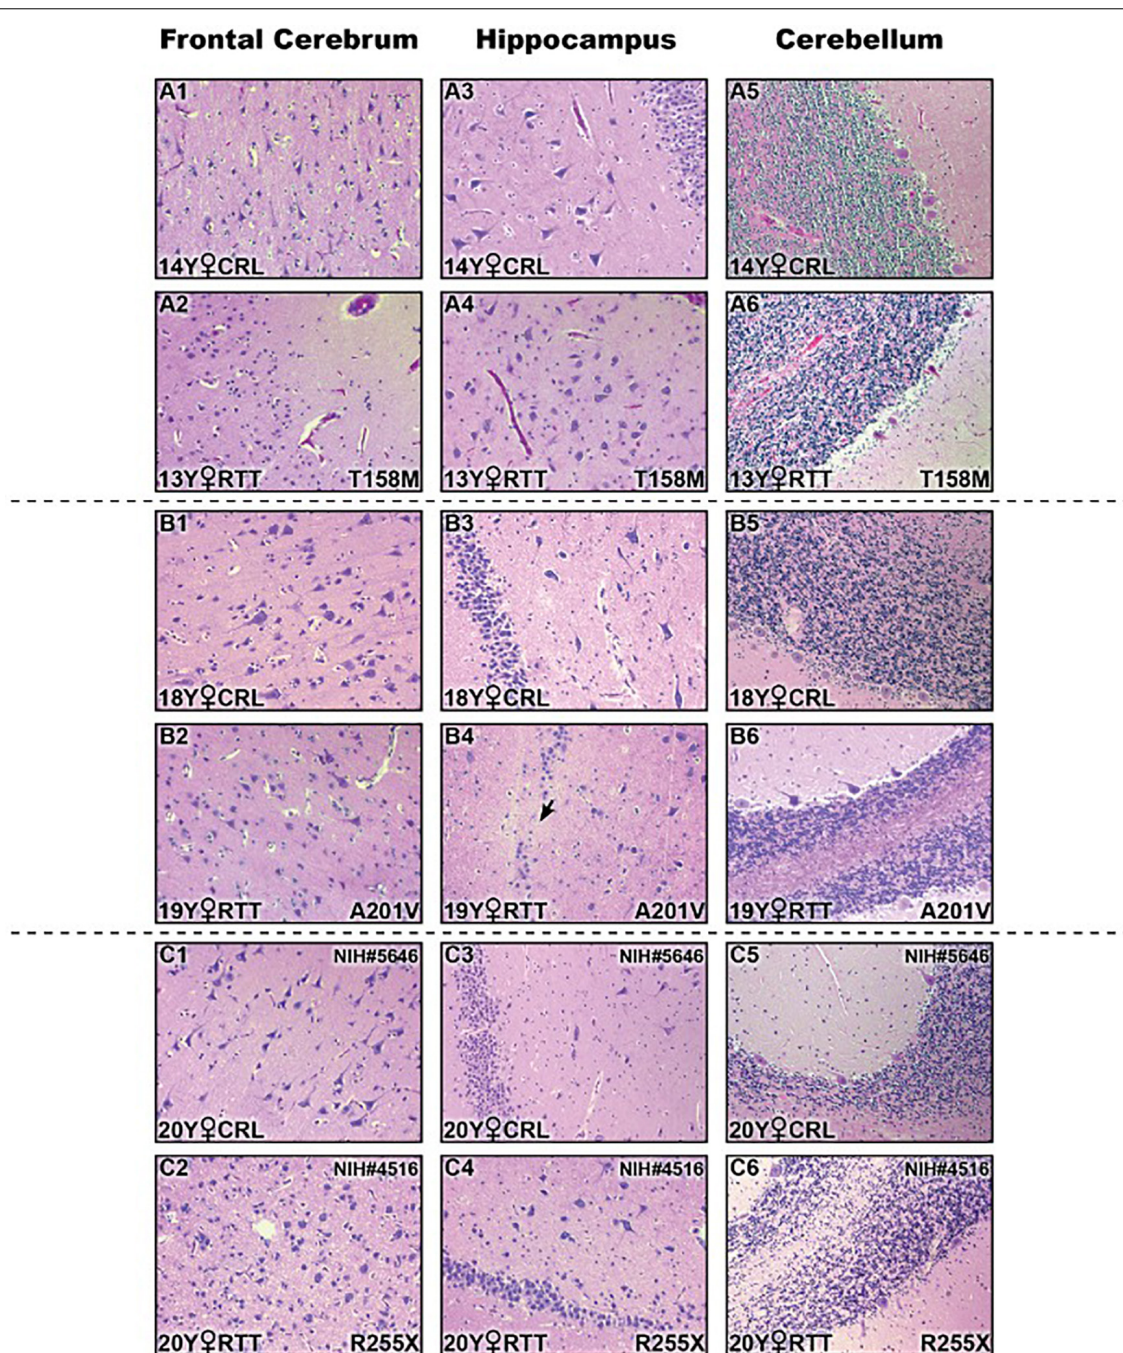 Frontal Cerebrum Hippocampus Cerebellum
A1 A3 A5
14Y♀CRL 14Y♀CRL 14Y♀CRL
A2 A4 A6
13Y♀RTT T158M 13Y♀RTT T158M 13Y♀RTT T158M
B1 B3 B5
18Y♀CRL 18Y♀CRL 18Y♀CRL
B2 B4 B6
19Y♀RTT A201V 19Y♀RTT A201V 19Y♀RTT A201V
C1 NIH#5646 C3 NIH#5646 C5 NIH#5646
20Y♀CRL 20Y♀CRL 20Y♀CRL
C2 NIH#4516 C4 NIH#4516 C6 NIH#4516
20Y♀RTT R255X 20Y♀RTT R255X 20Y♀RTT R255X